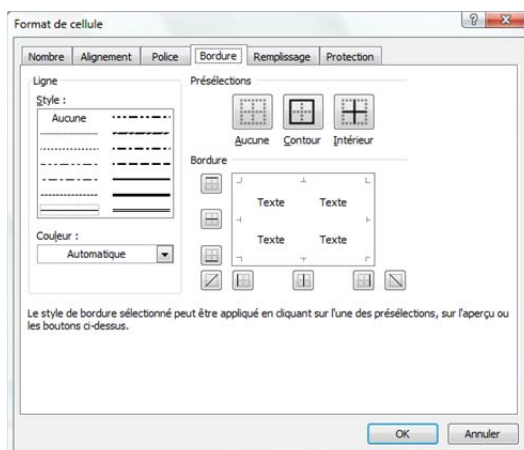 Format de cellule
Nombre Alignement Police Bordure Remplissage Protection
Ligne
Style :
Aucune
Couleur :
Automatique
Présélections
Aucune Contour Intérieur
Bordure
Texte Texte
Texte Texte
Le style de bordure sélectionné peut être appliqué en cliquant sur l'une des présélections, sur l'aperçu ou
les boutons ci-dessus.
OK Annuler